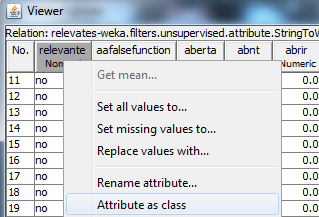 Viewer
Relation: relevates-weka.filters.unsupervised.attribute.StringToW
No. relevante aafalsefunction aberta abnt abrir
Numeric
Get mean...
11 no 0.0
12 no 0.0
Set all values to...
13 no 0.0
Set missing values to...
14 no 0.0
Replace values with...
15 no 0.0
16 no 0.0
Rename attribute...
17 no 0.0
Attribute as class
18 no 0.0
19 no 0.0